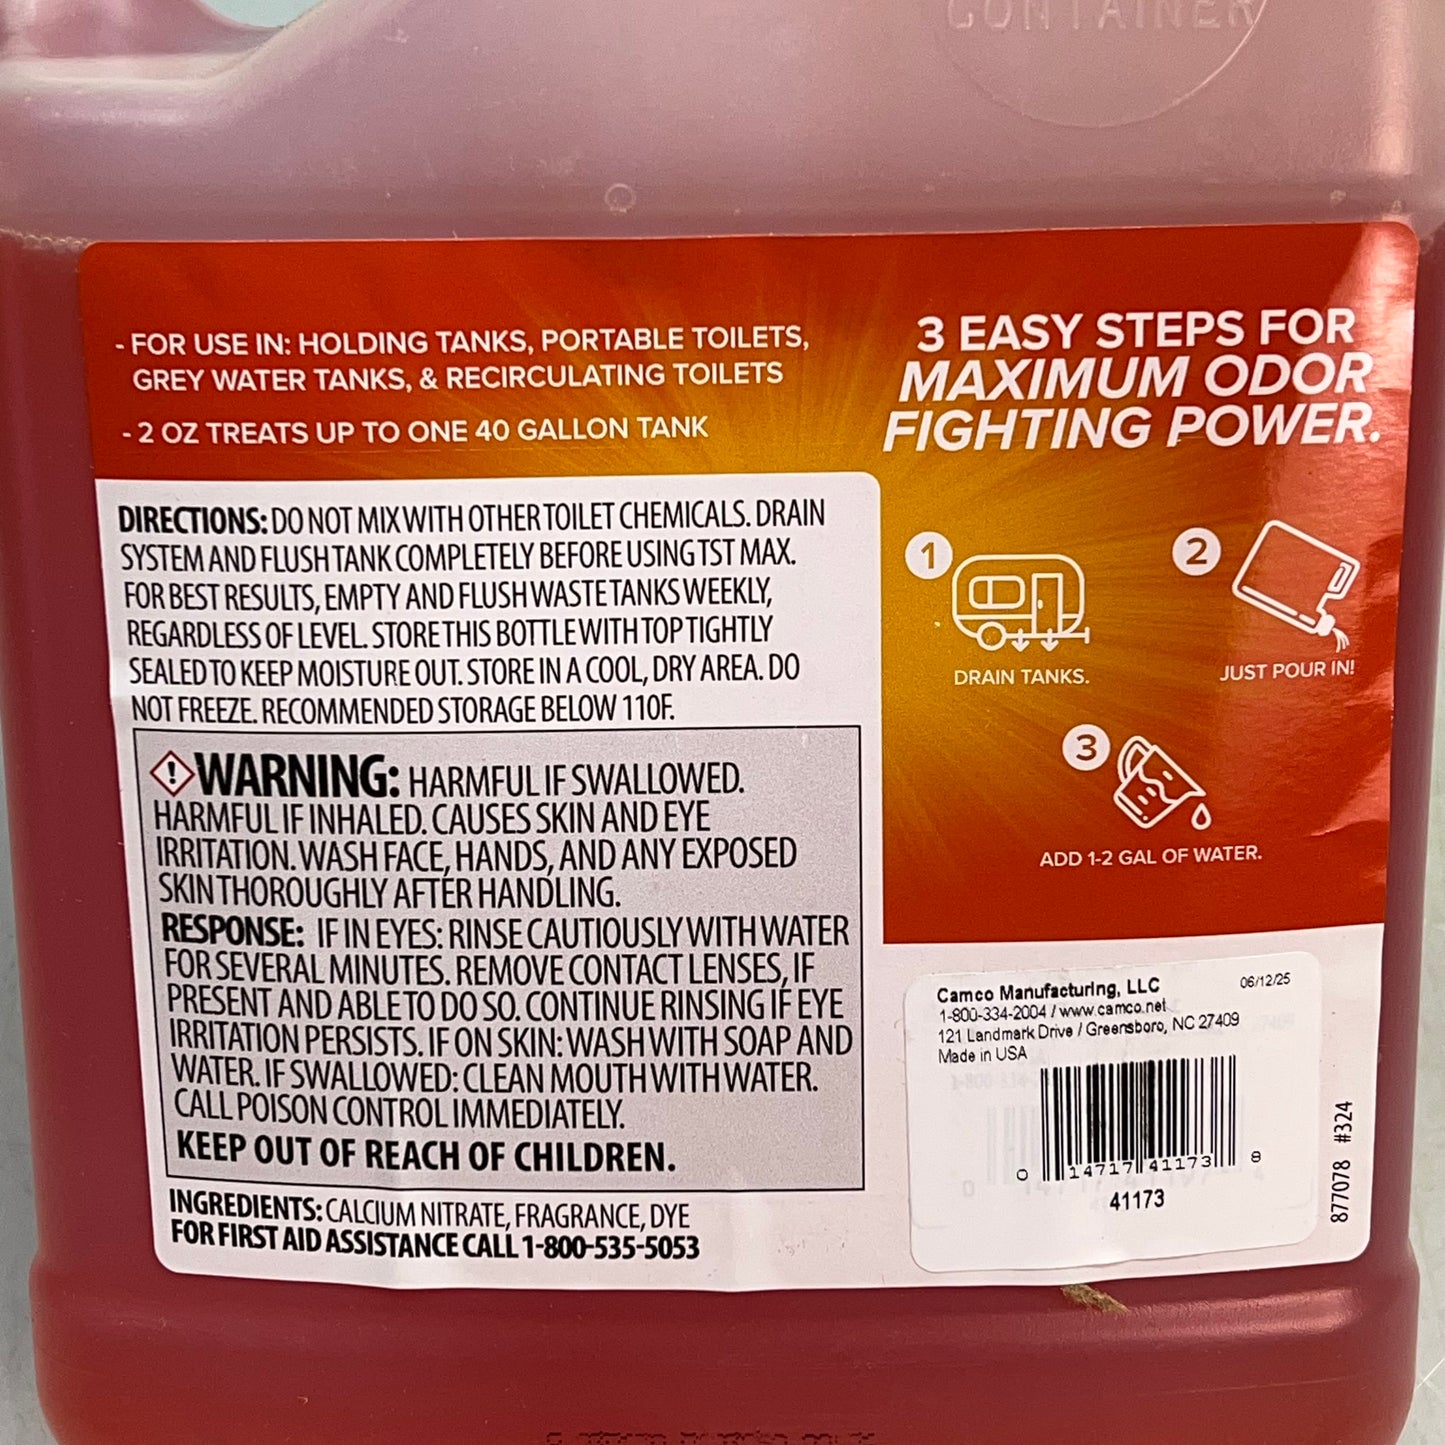 CONTAINER
- FOR USE IN: HOLDING TANKS, PORTABLE TOILETS,
GREY WATER TANKS, & RECIRCULATING TOILETS
- 2 OZ TREATS UP TO ONE 40 GALLON TANK
3 EASY STEPS FOR
MAXIMUM ODOR
FIGHTING POWER.
DIRECTIONS: DO NOT MIX WITH OTHER TOILET CHEMICALS. DRAIN
SYSTEM AND FLUSH TANK COMPLETELY BEFORE USING TST MAX.
FOR BEST RESULTS, EMPTY AND FLUSH WASTE TANKS WEEKLY,
REGARDLESS OF LEVEL. STORE THIS BOTTLE WITH TOP TIGHTLY
SEALED TO KEEP MOISTURE OUT. STORE IN A COOL, DRY AREA. DO
NOT FREEZE. RECOMMENDED STORAGE BELOW 110F.
WARNING: HARMFUL IF SWALLOWED.
HARMFUL IF INHALED. CAUSES SKIN AND EYE
IRRITATION. WASH FACE, HANDS, AND ANY EXPOSED
SKIN THOROUGHLY AFTER HANDLING.
RESPONSE: IF IN EYES: RINSE CAUTIOUSLY WITH WATER
FOR SEVERAL MINUTES. REMOVE CONTACT LENSES, IF
PRESENT AND ABLE TO DO SO. CONTINUE RINSING IF EYE
IRRITATION PERSISTS. IF ON SKIN: WASH WITH SOAP AND
WATER. IF SWALLOWED: CLEAN MOUTH WITH WATER.
CALL POISON CONTROL IMMEDIATELY.
KEEP OUT OF REACH OF CHILDREN.
INGREDIENTS: CALCIUM NITRATE, FRAGRANCE, DYE
FOR FIRST AID ASSISTANCE CALL 1-800-535-5053
1
DRAIN TANKS.
2
JUST POUR IN!
3
ADD 1-2 GAL OF WATER.
Camco Manufacturing, LLC 06/12/25
1-800-334-2004 / www.camco.net
121 Landmark Drive / Greensboro, NC 27409
Made in USA
0 14717 41173 8
41173
877078 #324